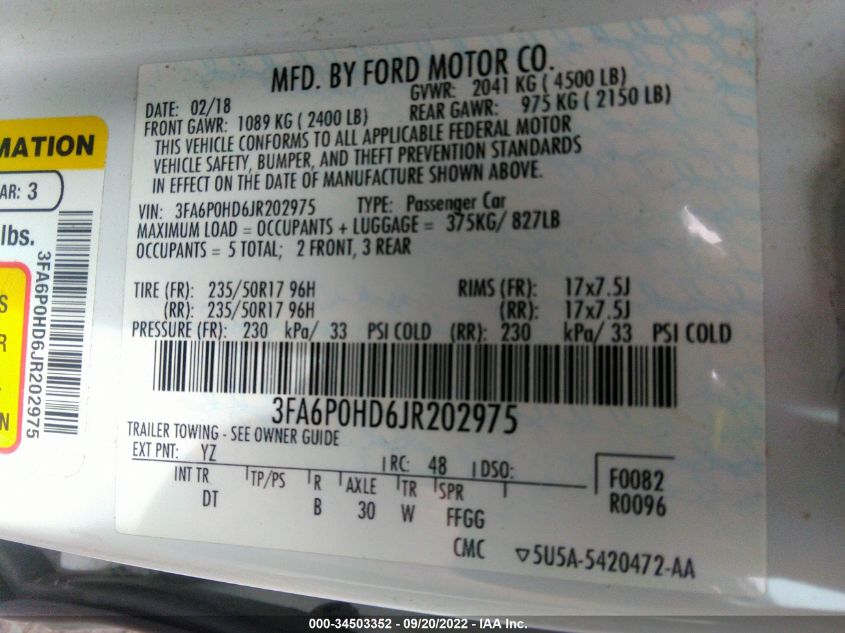 MFD. BY FORD MOTOR CO.
DATE: 02/18 GVWR: 2041 KG ( 4500 LB)
FRONT GAWR: 1089 KG ( 2400 LB) REAR GAWR: 975 KG ( 2150 LB)
THIS VEHICLE CONFORMS TO ALL APPLICABLE FEDERAL MOTOR
VEHICLE SAFETY, BUMPER, AND THEFT PREVENTION STANDARDS
IN EFFECT ON THE DATE OF MANUFACTURE SHOWN ABOVE.
VIN: 3FA6P0HD6JR202975 TYPE: Passenger Car
MAXIMUM LOAD = OCCUPANTS + LUGGAGE = 375KG/ 827LB
OCCUPANTS = 5 TOTAL; 2 FRONT, 3 REAR
TIRE (FR): 235/50R17 96H RIMS (FR): 17x7.5J
(RR): 235/50R17 96H (RR): 17x7.5J
PRESSURE (FR): 230 kPa/ 33 PSI COLD (RR): 230 kPa/ 33 PSI COLD
3FA6P0HD6JR202975
TRAILER TOWING - SEE OWNER GUIDE
EXT PNT: YZ RC: 48 DSO:
INT TR TP/PS R AXLE TR SPR
DT B 30 W FFGG
F0082
R0096
CMC ▽5U5A-5420472-AA
MATION
AR: 3
lbs.
3FA6P0HD6JR202975
S
R
.
N
000-34503352 - 09/20/2022 - IAA Inc.